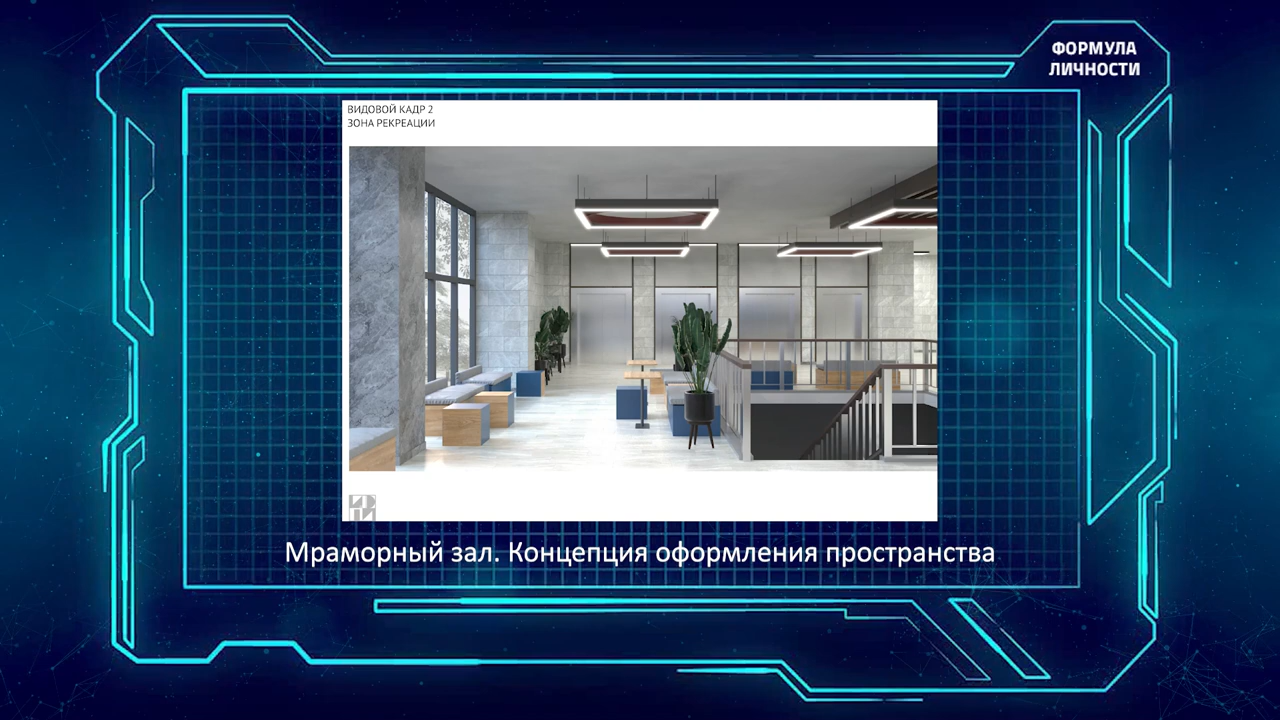 ФОРМУЛА
ЛИЧНОСТИ
ВИДОВОЙ КАДР 2
ЗОНА РЕКРЕАЦИИ
Мраморный зал. Концепция оформления пространства